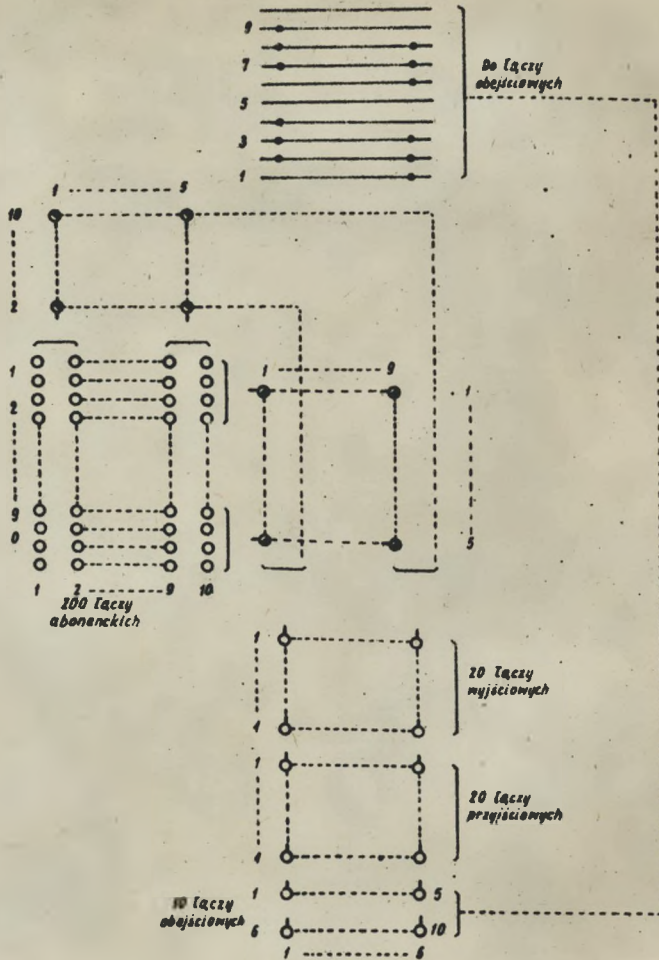 9
7
5
3
1
Do łączy
obejściowych
1 5
10
2
1
2
9
0
1 2 9 10
200 łączy
abonenckich
1 9
1
5
1
4
20 łączy
wyjściowych
1
4
20 łączy
przyjściowych
1 5
6 10
10 łączy
obejściowych
1 6